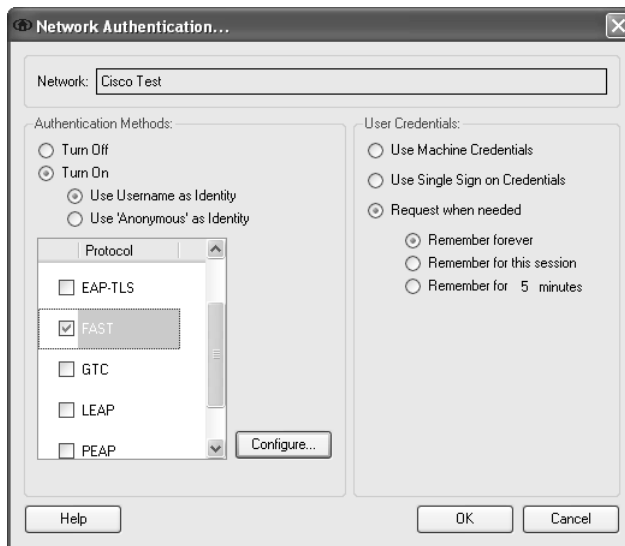 Network Authentication...
Network: Cisco Test
Authentication Methods:
Turn Off
Turn On
Use Username as Identity
Use 'Anonymous' as Identity
Protocol
EAP-TLS
FAST
GTC
LEAP
PEAP
Configure...
User Credentials:
Use Machine Credentials
Use Single Sign on Credentials
Request when needed
Remember forever
Remember for this session
Remember for 5 minutes
Help
OK
Cancel